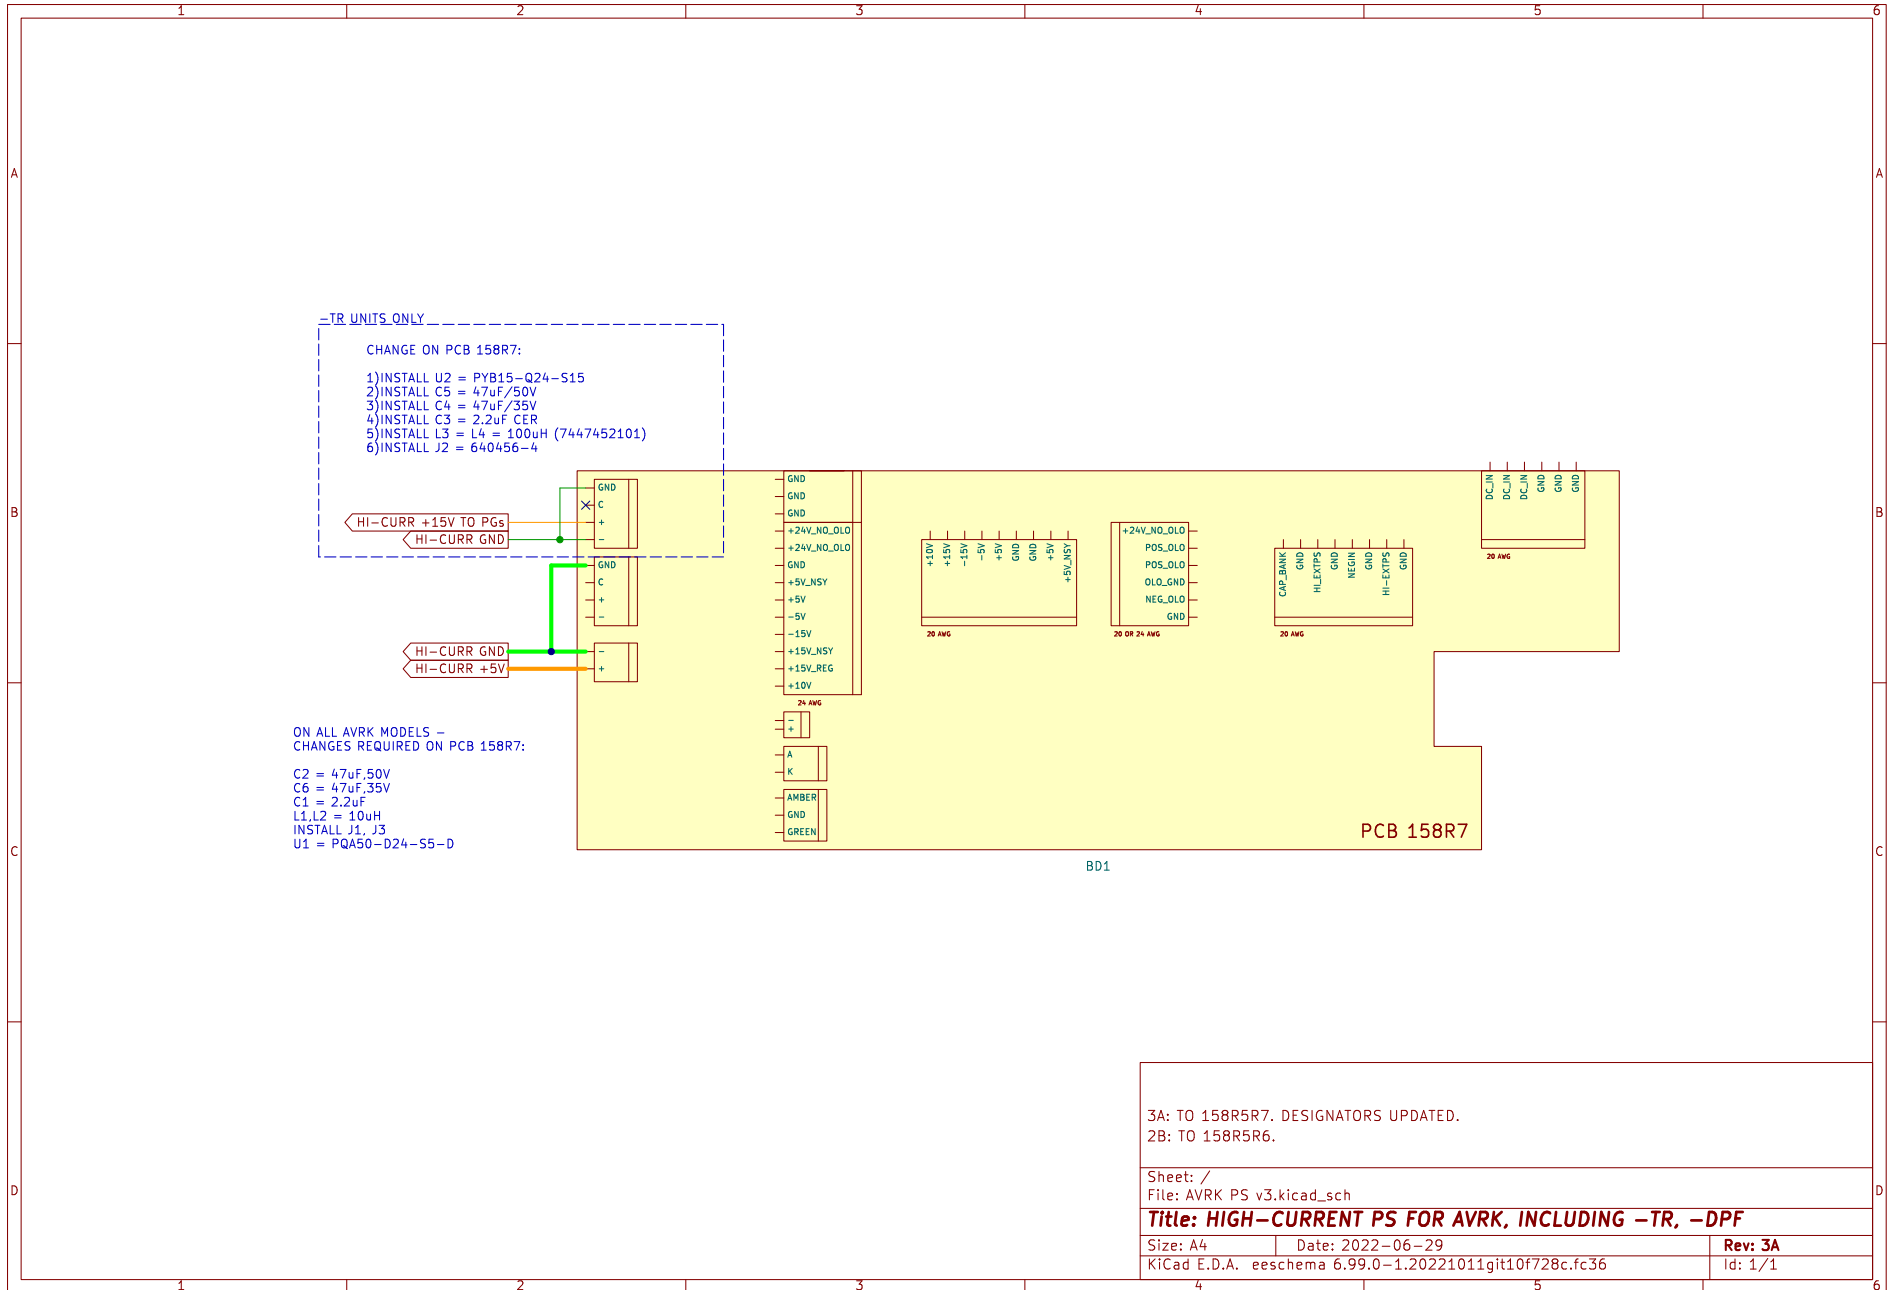 1 2 3 4 5 6
A A
B B
C C
D D
-TR UNITS ONLY
CHANGE ON PCB 158R7:
1)INSTALL U2 = PYB15-Q24-S15
2)INSTALL C5 = 47uF/50V
3)INSTALL C4 = 47uF/35V
4)INSTALL C3 = 2.2uF CER
5)INSTALL L3 = L4 = 100uH (7447452101)
6)INSTALL J2 = 640456-4
HI-CURR +15V TO PGs
HI-CURR GND
GND
C
+
-
GND
C
+
-
HI-CURR GND
HI-CURR +5V
-
+
ON ALL AVRK MODELS -
CHANGES REQUIRED ON PCB 158R7:
C2 = 47uF,50V
C6 = 47uF,35V
C1 = 2.2uF
L1,L2 = 10uH
INSTALL J1, J3
U1 = PQA50-D24-S5-D
GND
GND
GND
+24V_NO_OLO
+24V_NO_OLO
GND
+5V_NSY
+5V
-5V
-15V
+15V_NSY
+15V_REG
+10V
24 AWG
-
+
A
K
AMBER
GND
GREEN
+10V
+15V
-15V
-5V
+5V
GND
GND
+5V
+5V_NSY
20 AWG
+24V_NO_OLO
POS_OLO
POS_OLO
OLO_GND
NEG_OLO
GND
20 OR 24 AWG
CAP_BANK
GND
HI_EXTPS
GND
NEGIN
GND
HI-EXTPS
GND
20 AWG
DC_IN
DC_IN
DC_IN
GND
GND
GND
20 AWG
PCB 158R7
BD1
3A: TO 158R5R7. DESIGNATORS UPDATED.
2B: TO 158R5R6.
Sheet: /
File: AVRK PS v3.kicad_sch
Title: HIGH-CURRENT PS FOR AVRK, INCLUDING -TR, -DPF
Size: A4 Date: 2022-06-29 Rev: 3A
KiCad E.D.A. eeschema 6.99.0-1.20221011git10f728c.fc36 Id: 1/1
1 2 3 4 5 6